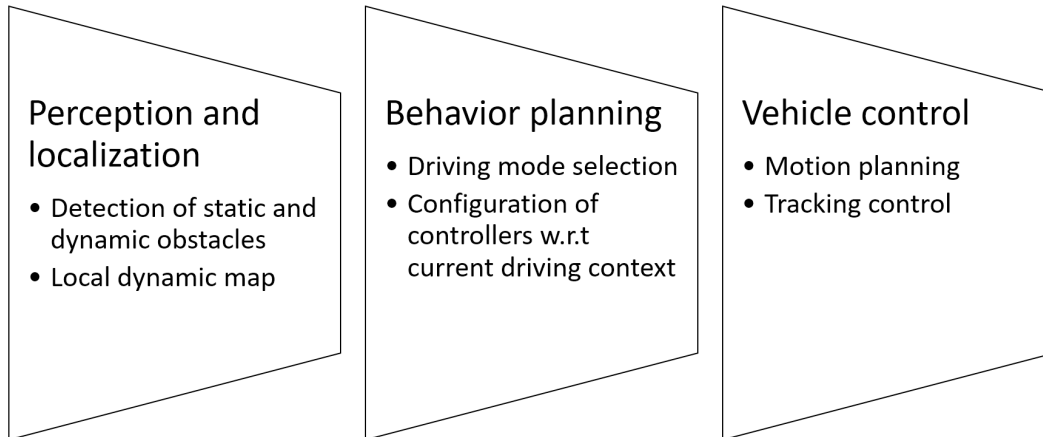 Perception and
localization
• Detection of static and
dynamic obstacles
• Local dynamic map
Behavior planning
• Driving mode selection
• Configuration of
controllers w.r.t
current driving context
Vehicle control
• Motion planning
• Tracking control